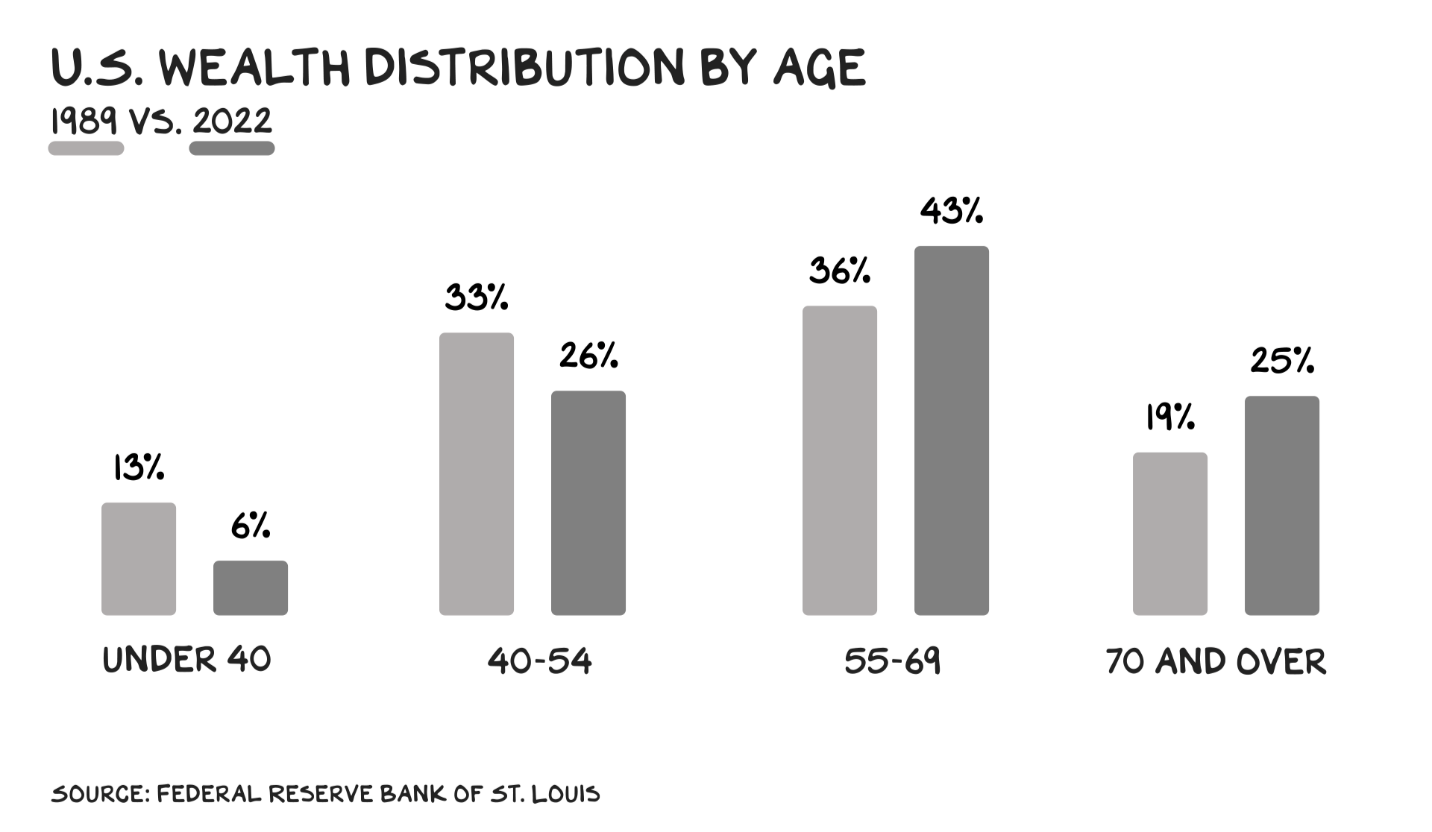 U.S. WEALTH DISTRIBUTION BY AGE
1989 VS. 2022
13%
6%
33%
26%
36%
43%
19%
25%
UNDER 40
40-54
55-69
70 AND OVER
SOURCE: FEDERAL RESERVE BANK OF ST. LOUIS